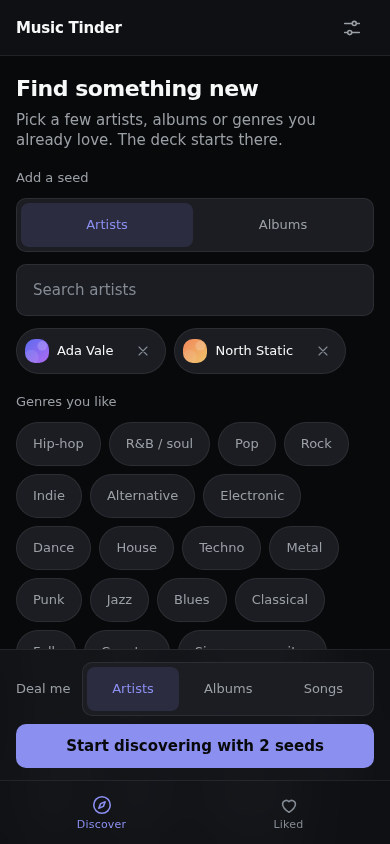 Music Tinder
Find something new
Pick a few artists, albums or genres you
already love. The deck starts there.
Add a seed
Artists
Albums
Search artists
Ada Vale
North Static
Genres you like
Hip-hop
R&B / soul
Pop
Rock
Indie
Alternative
Electronic
Dance
House
Techno
Metal
Punk
Jazz
Blues
Classical
Deal me
Artists
Albums
Songs
Start discovering with 2 seeds
Discover
Liked